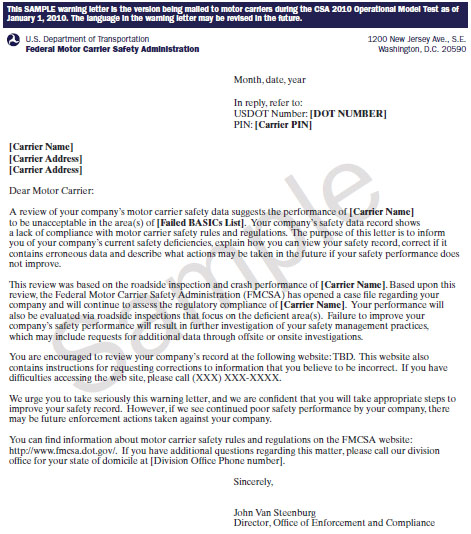 This SAMPLE warning letter is the version being mailed to motor carriers during the CSA 2010 Operational Model Test as of
January 1, 2010. The language in the warning letter may be revised in the future.
U.S. Department of Transportation
Federal Motor Carrier Safety Administration
1200 New Jersey Ave., S.E.
Washington, D.C. 20590
Month, date, year
In reply, refer to:
USDOT Number: [DOT NUMBER]
PIN: [Carrier PIN]
[Carrier Name]
[Carrier Address]
[Carrier Address]
Dear Motor Carrier:
A review of your company's motor carrier safety data suggests the performance of [Carrier Name]
to be unacceptable in the area(s) of [Failed BASICs List]. Your company's safety data record shows
a lack of compliance with motor carrier safety rules and regulations. The purpose of this letter is to inform
you of your company's current safety deficiencies, explain how you can view your safety record, correct if it
contains erroneous data and describe what actions may be taken in the future if your safety performance does
not improve.
This review was based on the roadside inspection and crash performance of [Carrier Name]. Based upon this
review, the Federal Motor Carrier Safety Administration (FMCSA) has opened a case file regarding your
company and will continue to assess the regulatory compliance of [Carrier Name]. Your performance will
also be evaluated via roadside inspections that focus on the deficient area(s). Failure to improve your
company's safety performance will result in further investigation of your safety management practices,
which may include requests for additional data through offsite or onsite investigations.
You are encouraged to review your company's record at the following website: TBD. This website also
contains instructions for requesting corrections to information that you believe to be incorrect. If you have
difficulties accessing the web site, please call (XXX) XXX-XXXX.
We urge you to take seriously this warning letter, and we are confident that you will take appropriate steps to
improve your safety record. However, if we see continued poor safety performance by your company, there
may be future enforcement actions taken against your company.
You can find information about motor carrier safety rules and regulations on the FMCSA website:
http://www.fmcsa.dot.gov/. If you have additional questions regarding this matter, please call our division
office for your state of domicile at [Division Office Phone number].
Sincerely,
John Van Steenburg
Director, Office of Enforcement and Compliance
Sample